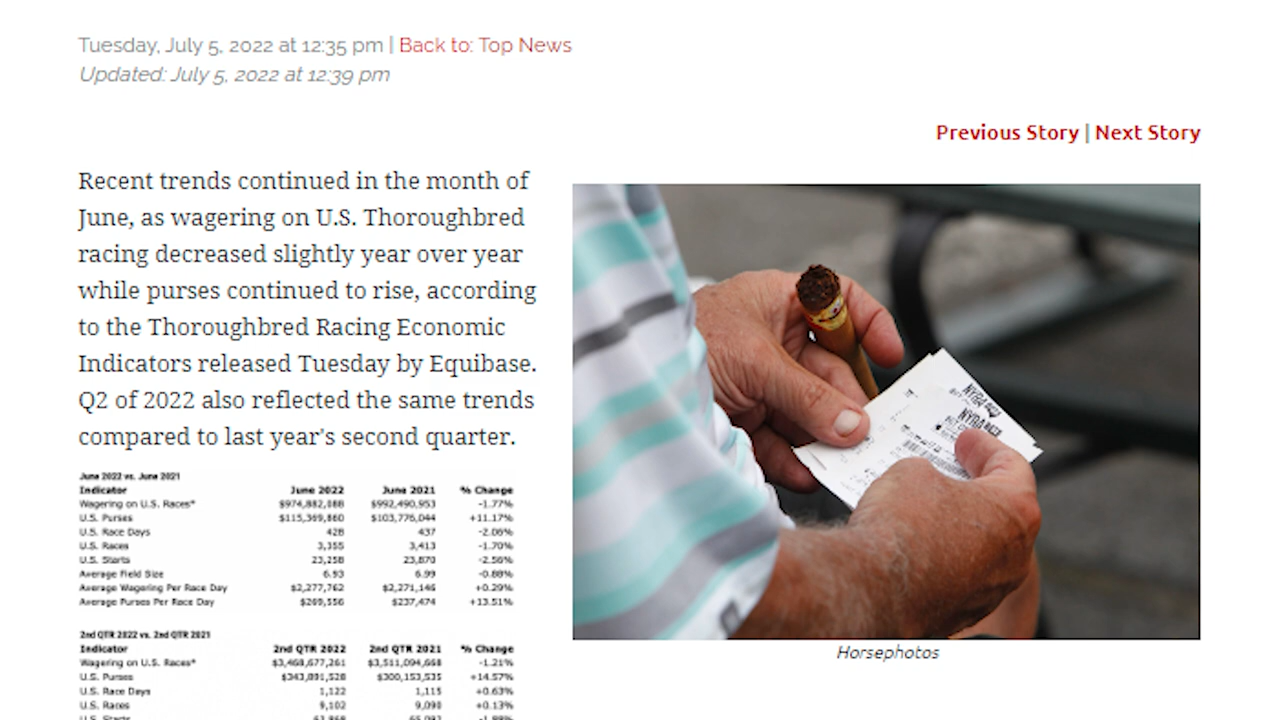 Tuesday, July 5, 2022 at 12:35 pm | Back to: Top News
Updated: July 5, 2022 at 12:39 pm
Previous Story | Next Story
Recent trends continued in the month of
June, as wagering on U.S. Thoroughbred
racing decreased slightly year over year
while purses continued to rise, according
to the Thoroughbred Racing Economic
Indicators released Tuesday by Equibase.
Q2 of 2022 also reflected the same trends
compared to last year's second quarter.
June 2022 vs. June 2021
Indicator June 2022 June 2021 % Change
Wagering on U.S. Races* $974,882,088 $992,490,953 -1.77%
U.S. Purses $115,369,860 $103,776,044 +11.17%
U.S. Race Days 428 437 -2.06%
U.S. Races 3,355 3,413 -1.70%
U.S. Starts 23,258 23,870 -2.56%
Average Field Size 6.93 6.99 -0.88%
Average Wagering Per Race Day $2,277,762 $2,271,146 +0.29%
Average Purses Per Race Day $269,556 $237,474 +13.51%
2nd QTR 2022 vs. 2nd QTR 2021
Indicator 2nd QTR 2022 2nd QTR 2021 % Change
Wagering on U.S. Races* $3,468,677,261 $3,511,094,668 -1.21%
U.S. Purses $343,891,528 $300,153,535 +14.57%
U.S. Race Days 1,122 1,115 +0.63%
U.S. Races 9,102 9,090 +0.13%
U.S. Starts
NYRA
NYRA
Horsephotos